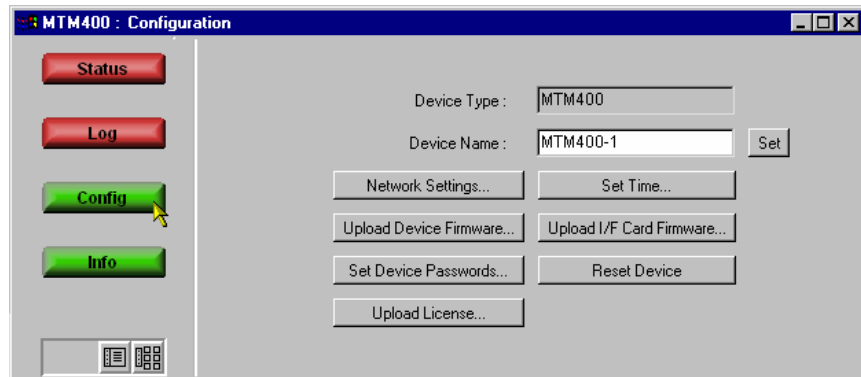 MTM400 : Configuration
Status
Log
Config
Info
Device Type :
MTM400
Device Name :
MTM400-1
Set
Network Settings...
Set Time...
Upload Device Firmware...
Upload I/F Card Firmware...
Set Device Passwords...
Reset Device
Upload License...